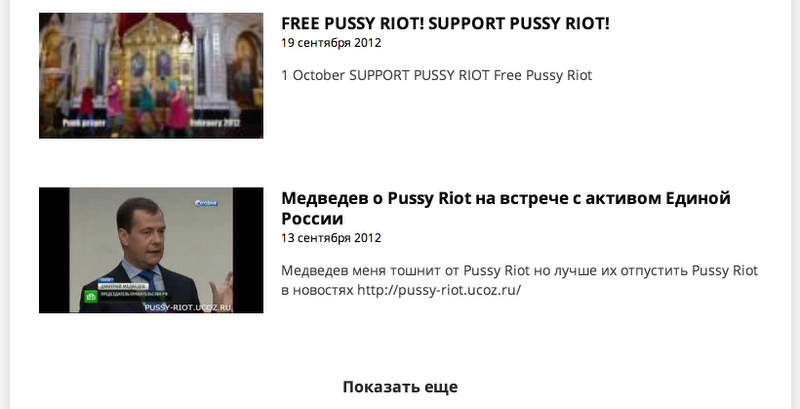 FREE PUSSY RIOT! SUPPORT PUSSY RIOT!
19 сентября 2012
1 October SUPPORT PUSSY RIOT Free Pussy Riot
Punk prayer
February 2012
Медведев о Pussy Riot на встрече с активом Единой
России
13 сентября 2012
Медведев меня тошнит от Pussy Riot но лучше их отпустить Pussy Riot
в новостях http://pussy-riot.ucoz.ru/
Сегодня
ДМИТРИЙ МЕДВЕДЕВ
ПРЕДСЕДАТЕЛЬ ПРАВИТЕЛЬСТВА РФ
PUSSY-RIOT.UCOZ.RU
Показать еще